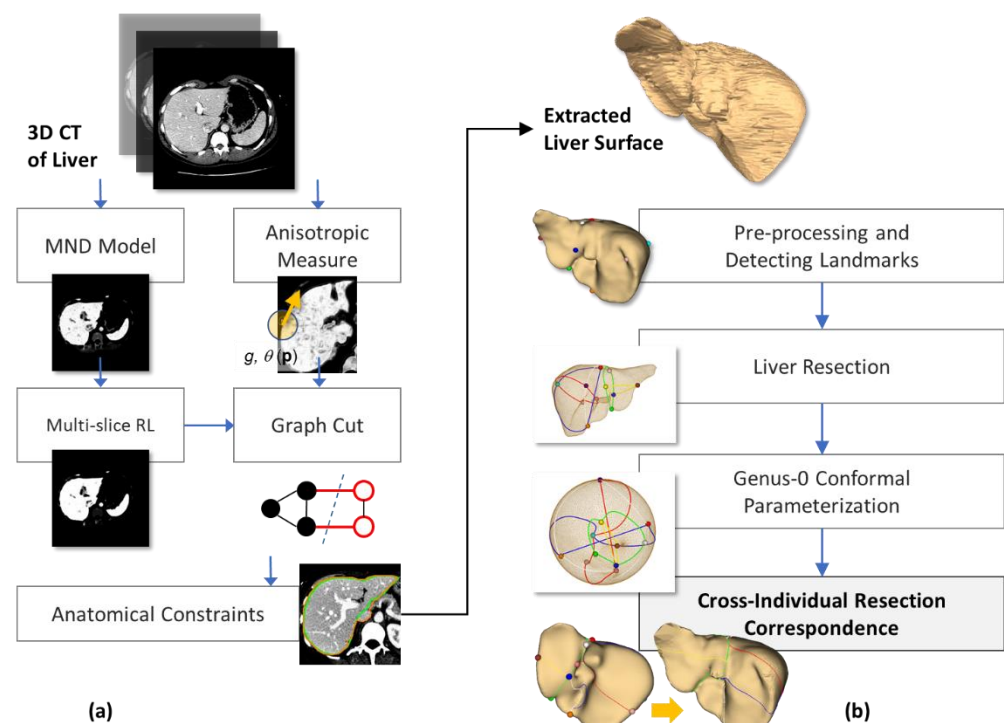 3D CT
of Liver
MND Model
Anisotropic
Measure
g, θ (p)
Multi-slice RL
Graph Cut
Anatomical Constraints
(a)
Extracted
Liver Surface
Pre-processing and
Detecting Landmarks
Liver Resection
Genus-0 Conformal
Parameterization
Cross-Individual Resection
Correspondence
(b)